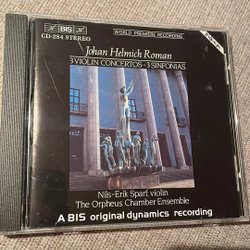 BIS
CD-284 STEREO
WORLD PREMIERE RECORDING
Johan Helmich Roman
3 VIOLIN CONCERTOS · 3 SINFONIAS
Nils-Erik Sparf, violin
The Orpheus Chamber Ensemble
A BIS original dynamics recording